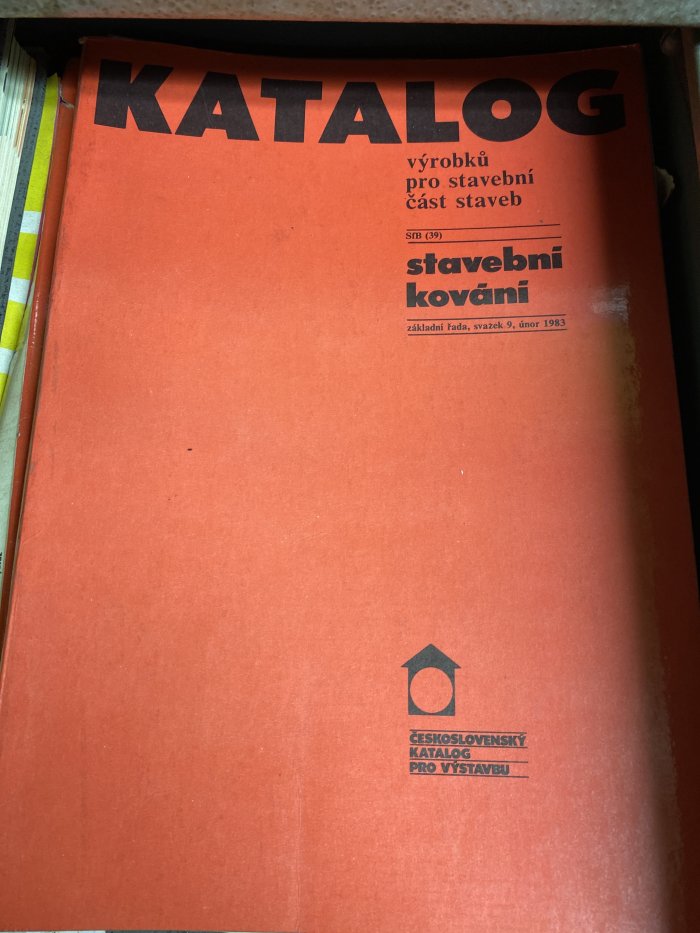 KATALOG
výrobků
pro stavební
část staveb
SfB (39)
stavební
kování
základní řada, svazek 9, únor 1983
ČESKOSLOVENSKÝ
KATALOG
PRO VÝSTAVBU